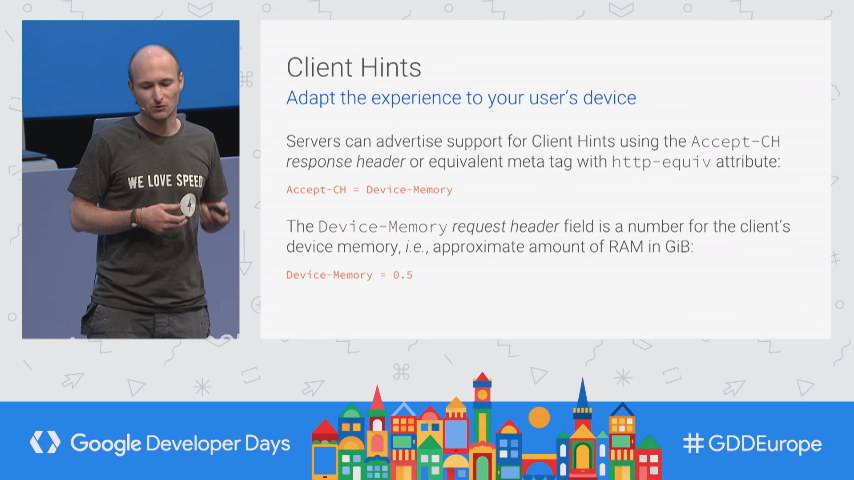 WE LOVE SPEED
Client Hints
Adapt the experience to your user's device
Servers can advertise support for Client Hints using the Accept-CH
response header or equivalent meta tag with http-equiv attribute:
Accept-CH = Device-Memory
The Device-Memory request header field is a number for the client's
device memory, i.e., approximate amount of RAM in GiB:
Device-Memory = 0.5
Google Developer Days
#GDDEurope